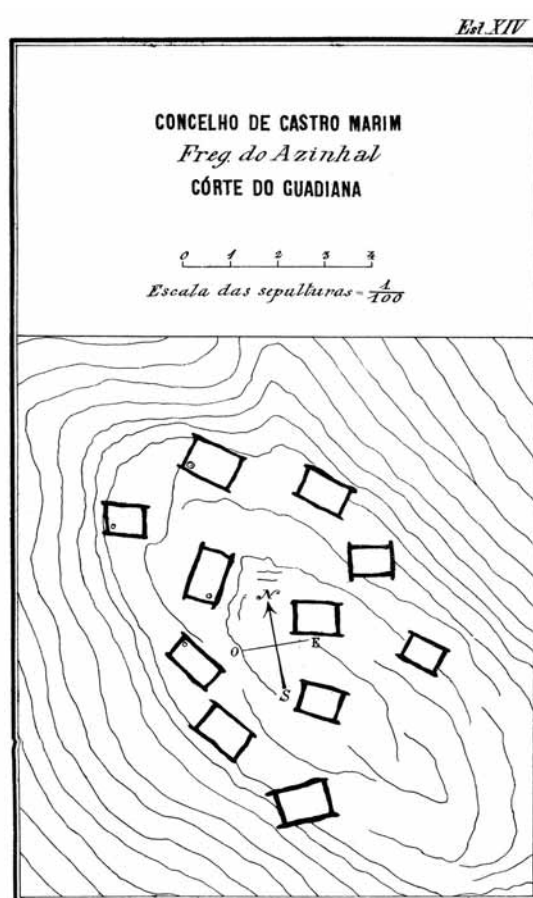 Est. XIV
CONCELHO DE CASTRO MARIM
Freg. do Azinhal
CÓRTE DO GUADIANA
0 1 2 3 4
Escala das sepulturas = 1/100
N
O E
S